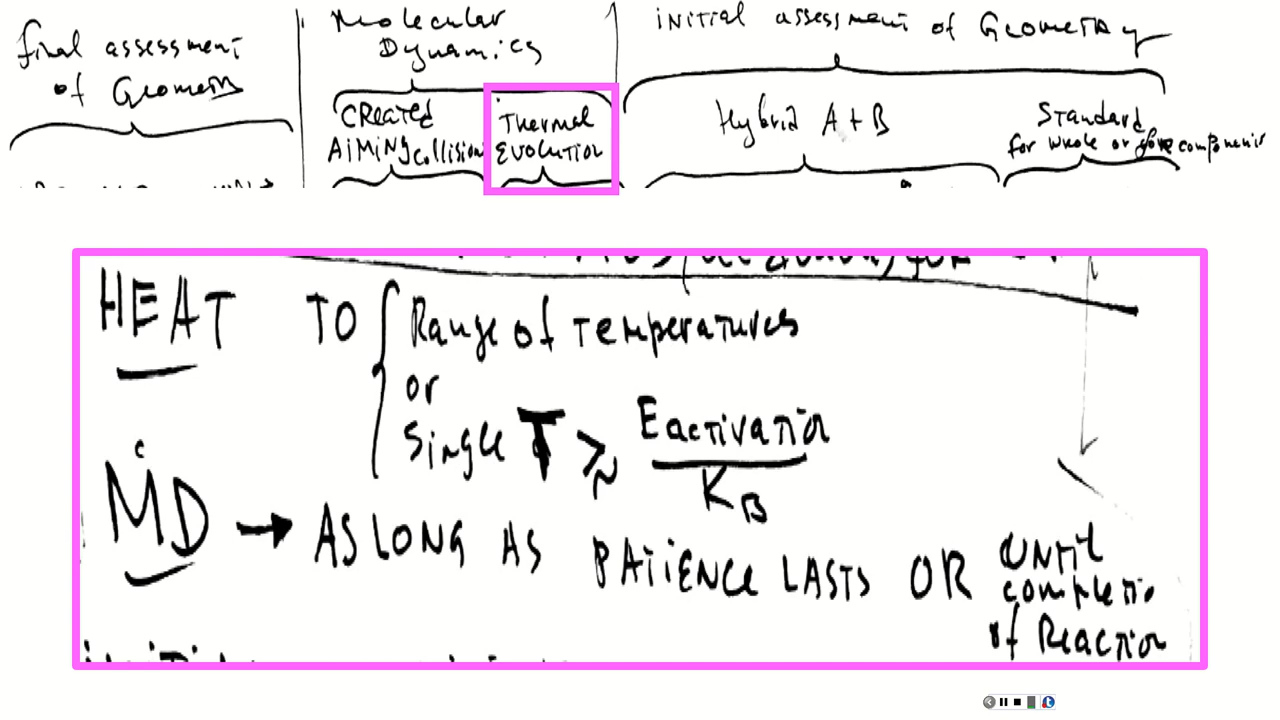 final assessment
of Geometry
Molecular
Dynamics
CReated
AiMiNg collision
Thermal
EVOLUTION
initial assessment of GeoMetRy
Hybrid A + B
Standard
for whole or components
HEAT TO
Range of Temperatures
or
Single T ≳ Eactivation
KB
MD → AS LONG AS PATiENCE LASTS OR UNTiL
completion
of Reaction